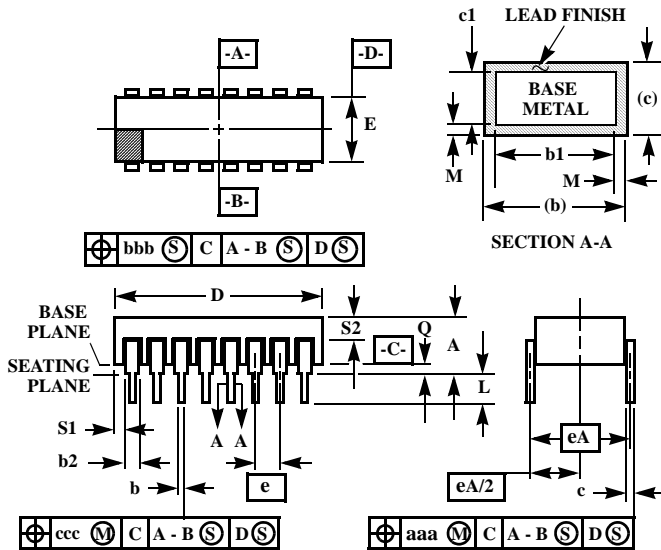 c1
LEAD FINISH
-A-
-D-
E
BASE
METAL
(c)
b1
M
M
(b)
-B-
SECTION A-A
⌖ bbb Ⓢ C A - B Ⓢ D Ⓢ
D
BASE
PLANE
S2
Q
-C-
A
SEATING
PLANE
L
S1
A A
b2
eA
b
e
eA/2
c
⌖ ccc Ⓜ C A - B Ⓢ D Ⓢ
⌖ aaa Ⓜ C A - B Ⓢ D Ⓢ